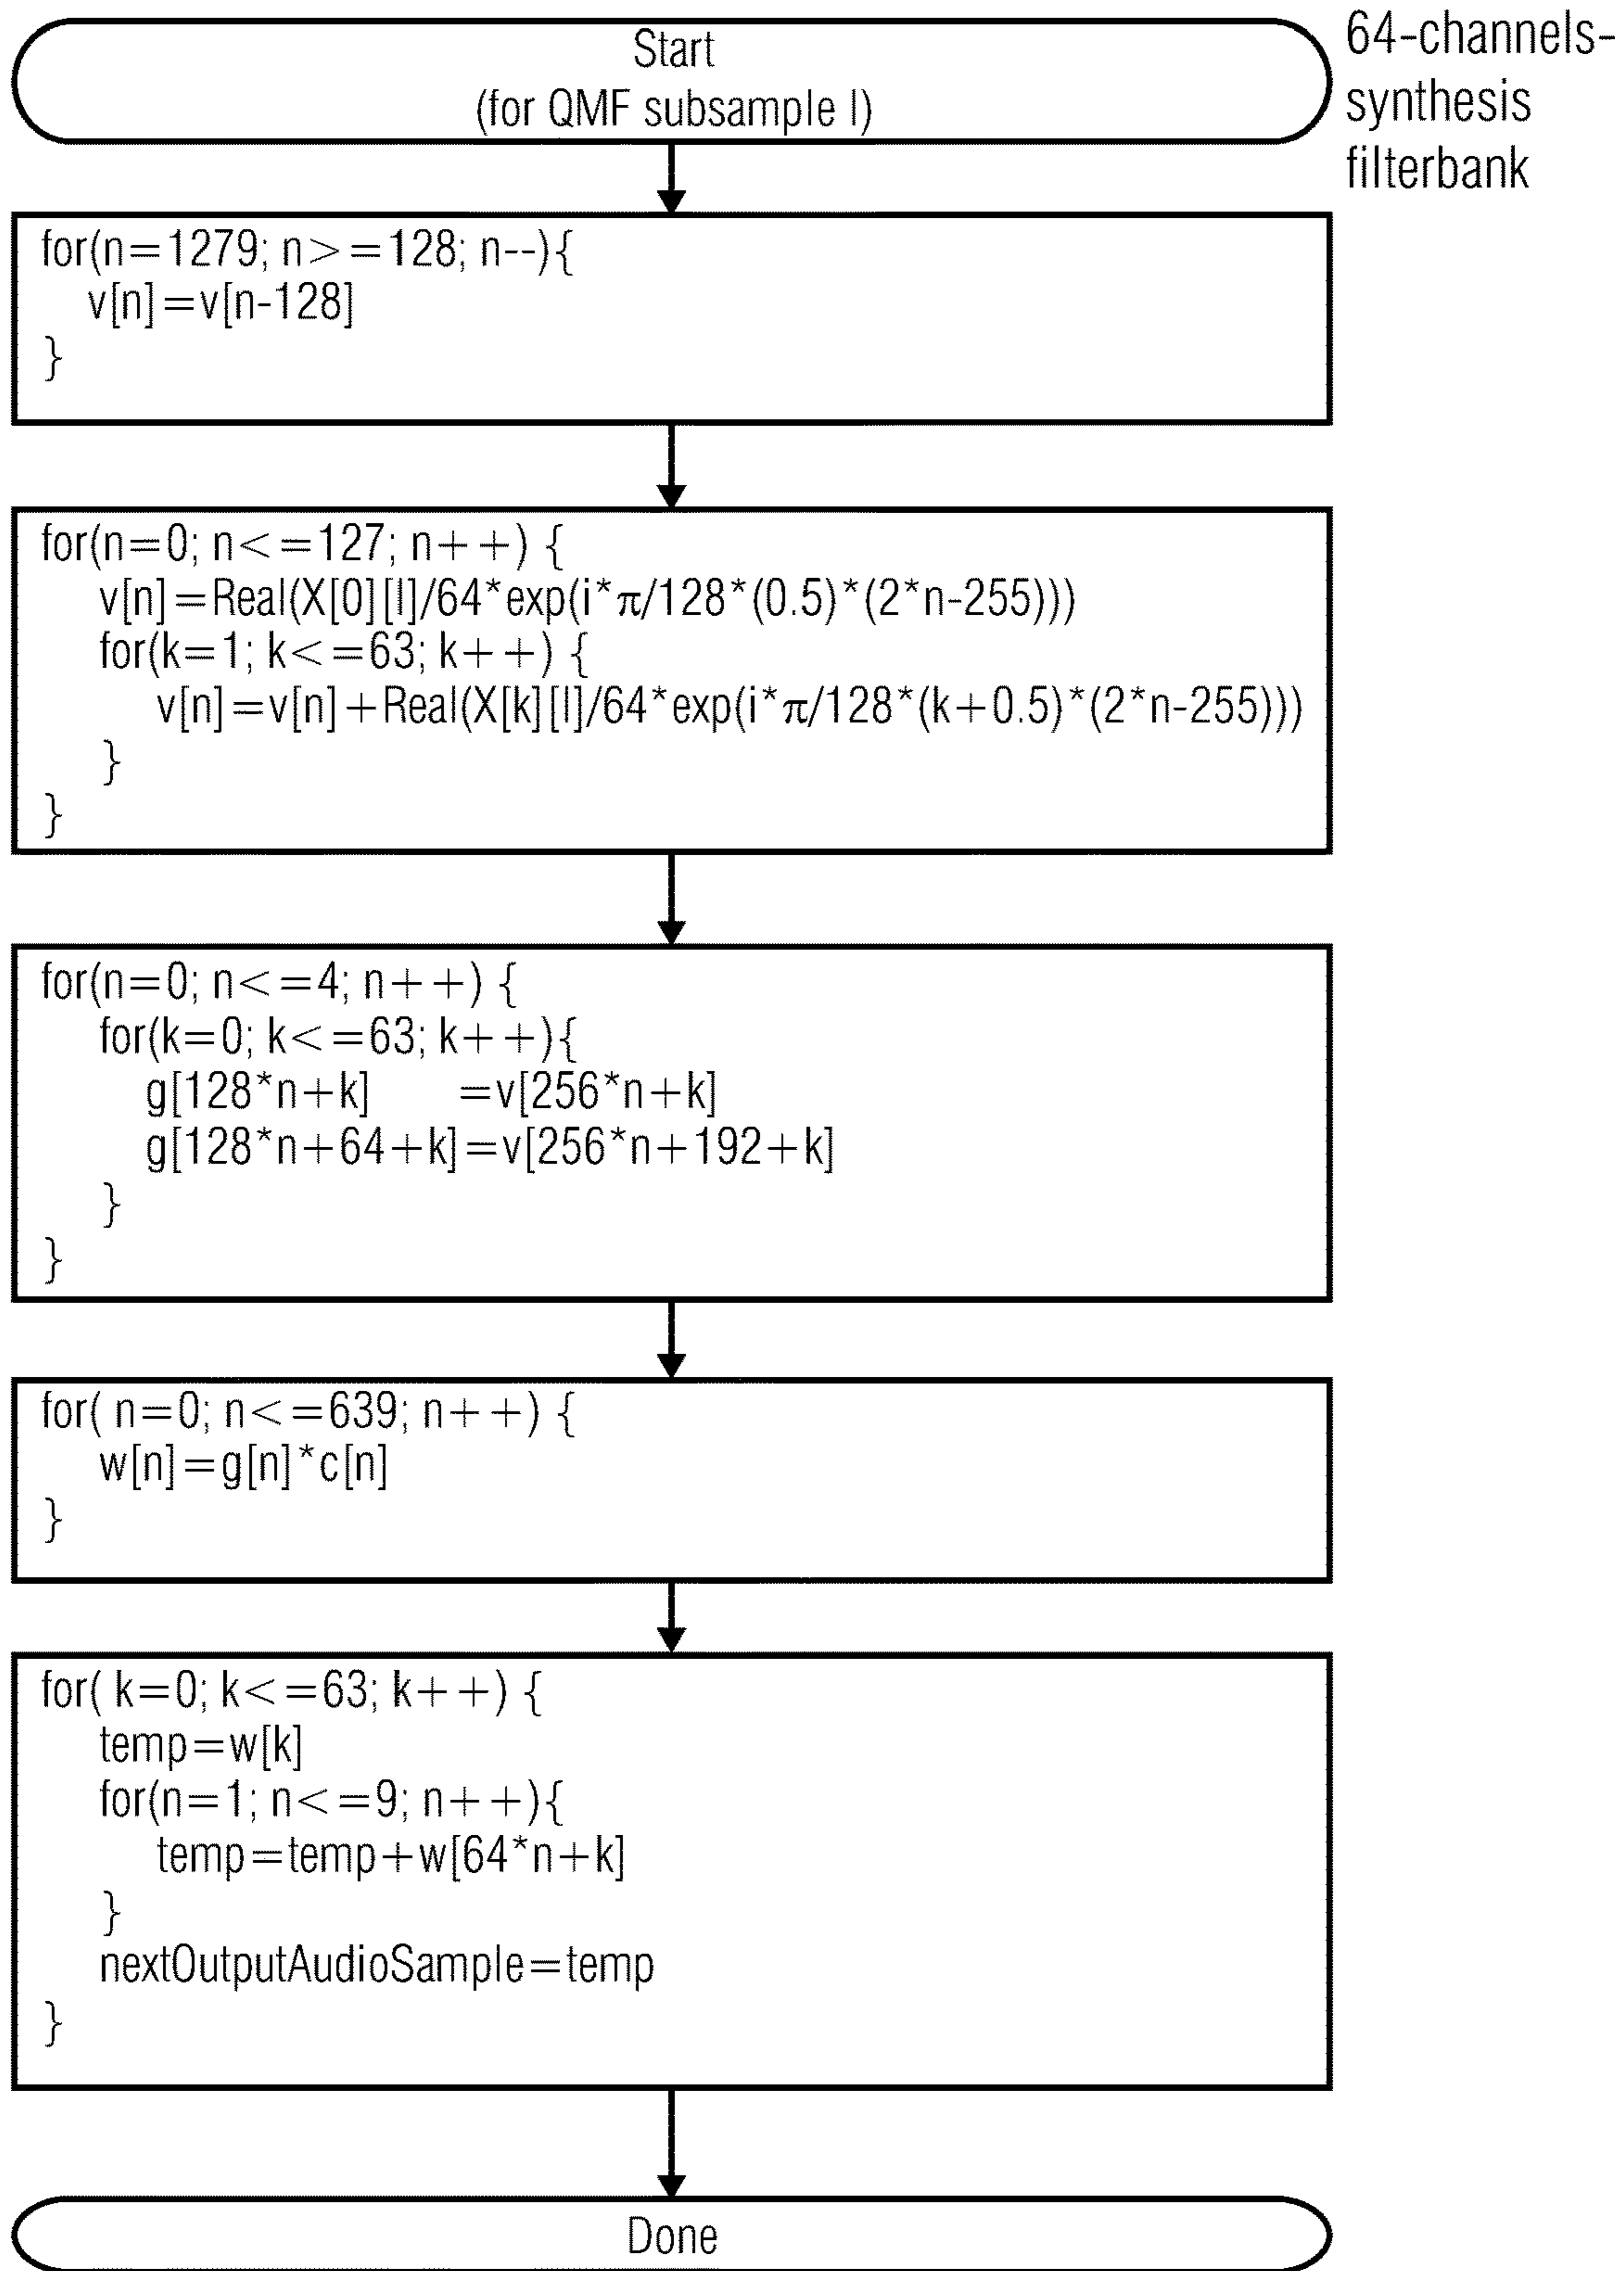 64-channels-
synthesis
filterbank
Start
(for QMF subsample l)
for(n=1279; n>=128; n--){
v[n]=v[n-128]
}
for(n=0; n<=127; n++) {
v[n]=Real(X[0][l]/64*exp(i*π/128*(0.5)*(2*n-255)))
for(k=1; k<=63; k++) {
v[n]=v[n]+Real(X[k][l]/64*exp(i*π/128*(k+0.5)*(2*n-255)))
}
}
for(n=0; n<=4; n++) {
for(k=0; k<=63; k++){
g[128*n+k] =v[256*n+k]
g[128*n+64+k]=v[256*n+192+k]
}
}
for( n=0; n<=639; n++) {
w[n]=g[n]*c[n]
}
for( k=0; k<=63; k++) {
temp=w[k]
for(n=1; n<=9; n++){
temp=temp+w[64*n+k]
}
nextOutputAudioSample=temp
}
Done